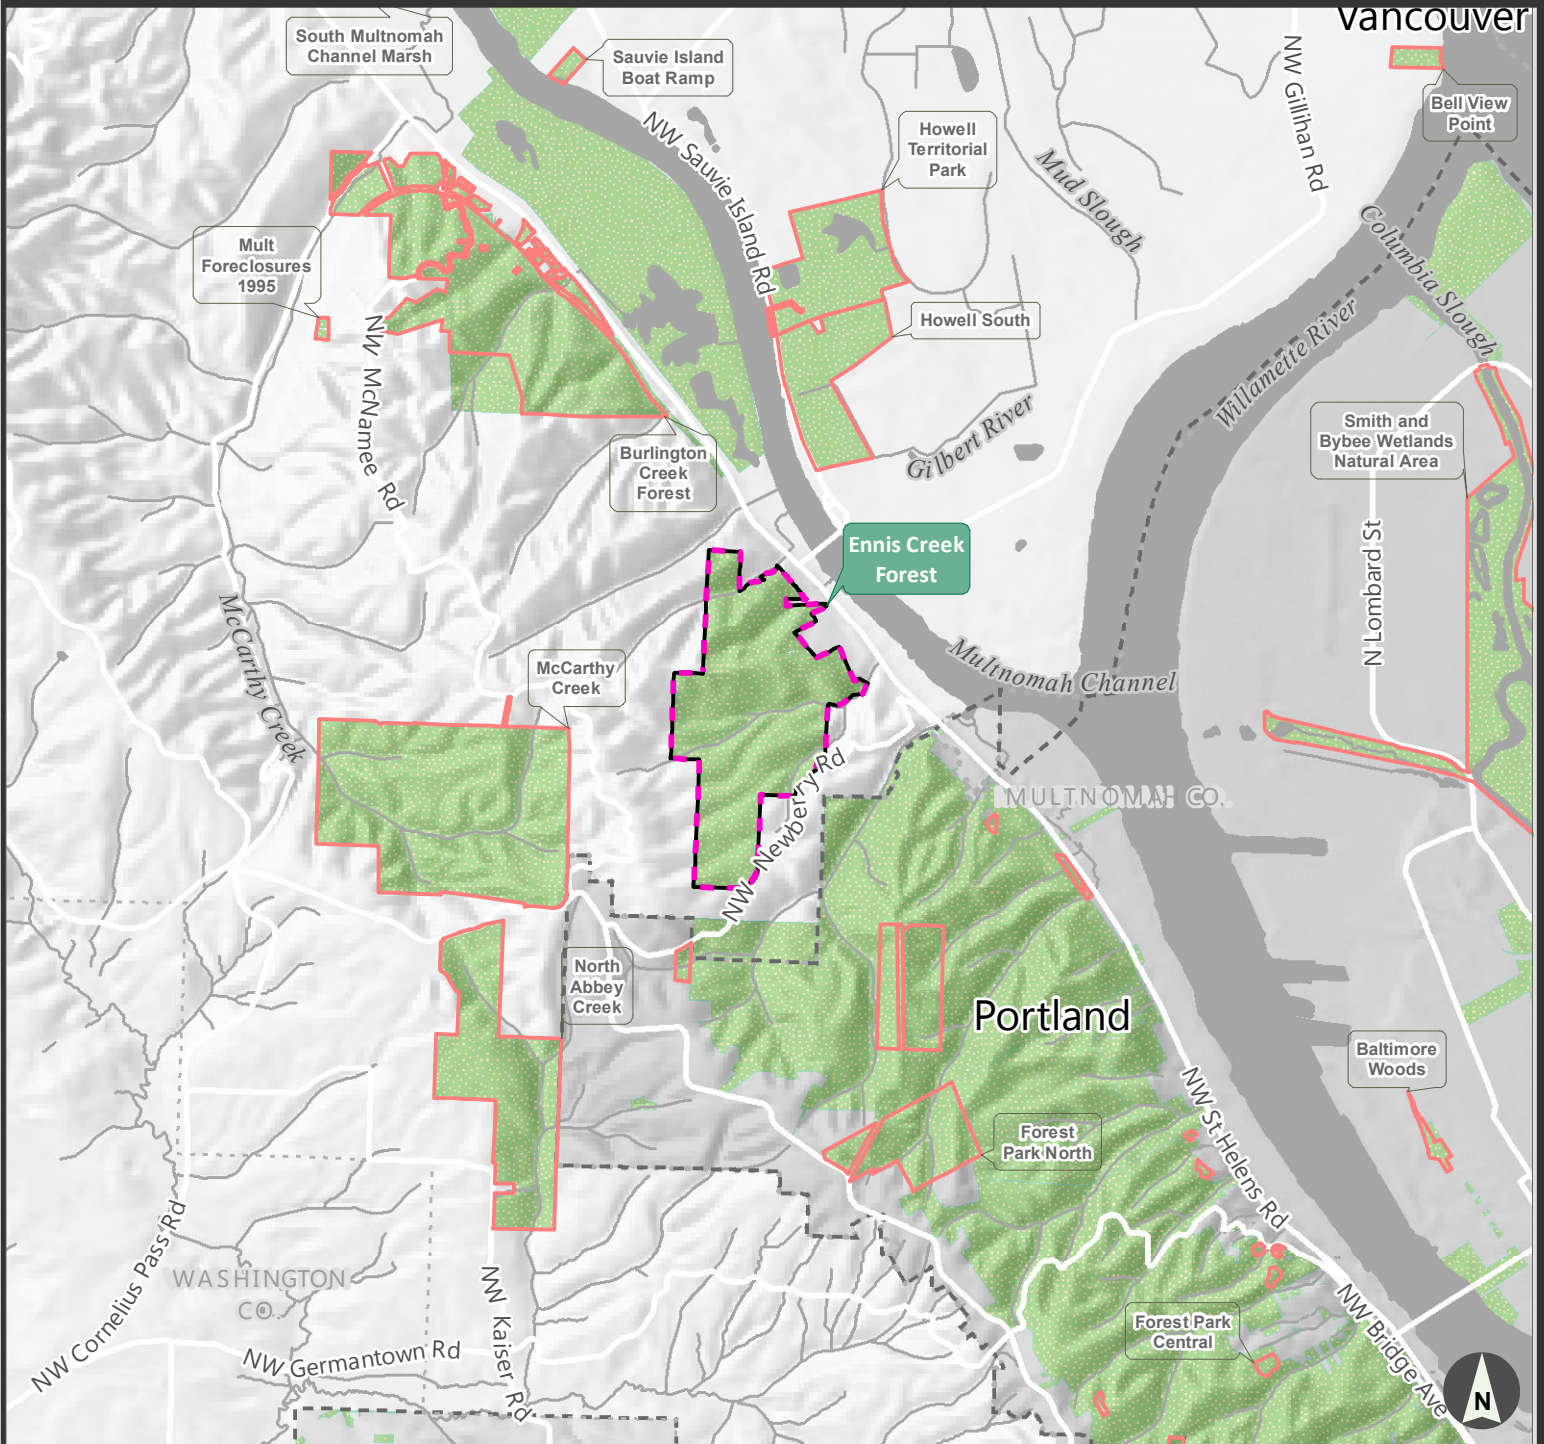 Vancouver
South Multnomah
Channel Marsh
Sauvie Island
Boat Ramp
NW Gillihan Rd
Bell View
Point
NW Sauvie Island Rd
Howell
Territorial
Park
Mud Slough
Columbia Slough
Mult
Foreclosures
1995
NW McNamee Rd
Howell South
Willamette River
Gilbert River
Smith and
Bybee Wetlands
Natural Area
Burlington
Creek
Forest
N Lombard St
Ennis Creek
Forest
McCarthy Creek
McCarthy
Creek
Multnomah Channel
NW Newberry Rd
MULTNOMAH CO.
North
Abbey
Creek
Portland
Baltimore
Woods
NW St Helens Rd
Forest
Park North
NW Cornelius Pass Rd
WASHINGTON
CO.
NW Kaiser Rd
NW Germantown Rd
Forest Park
Central
NW Bridge Ave
N